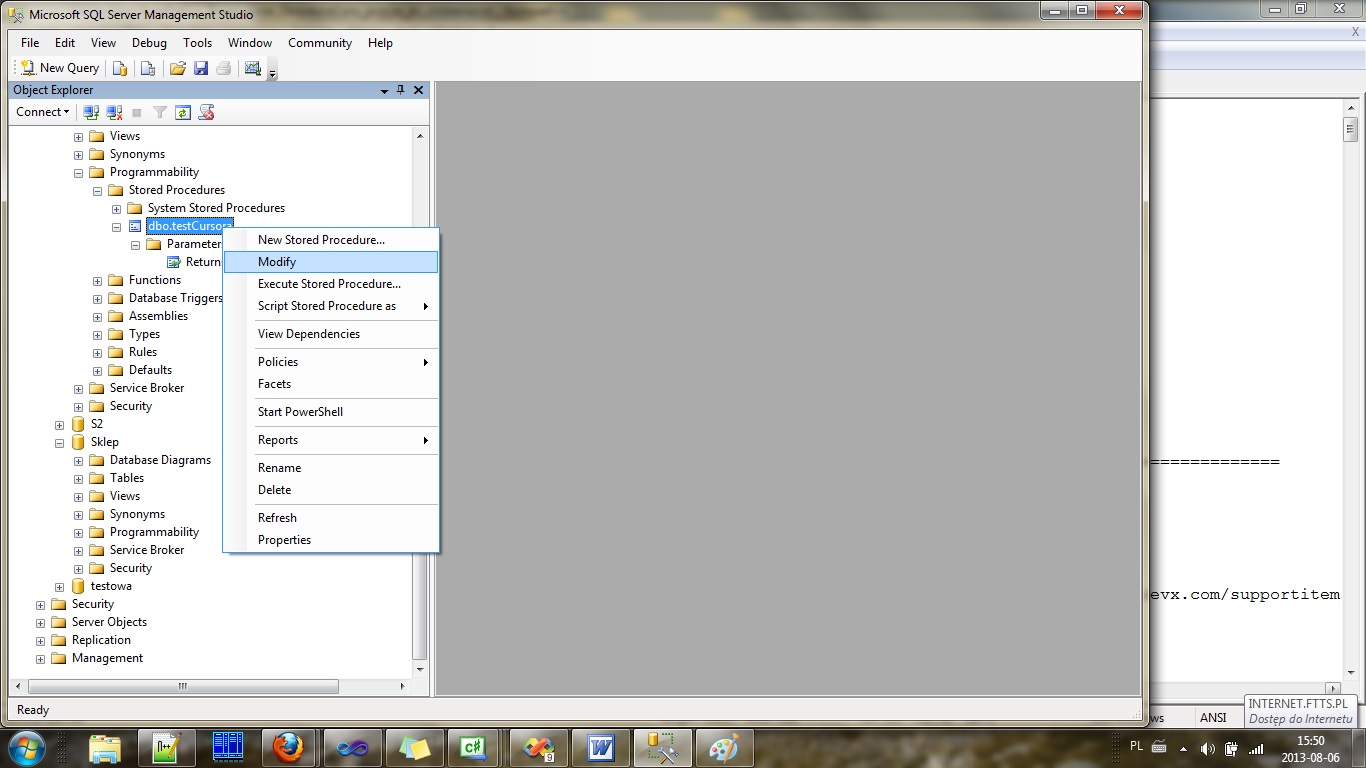 Microsoft SQL Server Management Studio
File Edit View Debug Tools Window Community Help
New Query
Object Explorer
Connect
Views
Synonyms
Programmability
Stored Procedures
System Stored Procedures
dbo.testCursora
Parameter
Return
Functions
Database Triggers
Assemblies
Types
Rules
Defaults
Service Broker
Security
S2
Sklep
Database Diagrams
Tables
Views
Synonyms
Programmability
Service Broker
Security
testowa
Security
Server Objects
Replication
Management
New Stored Procedure...
Modify
Execute Stored Procedure...
Script Stored Procedure as
View Dependencies
Policies
Facets
Start PowerShell
Reports
Rename
Delete
Refresh
Properties
=============
evx.com/supportitem
Ready
ws ANSI
INTERNET.FTTS.PL
Dostęp do Internetu
9
PL
15:50
2013-08-06